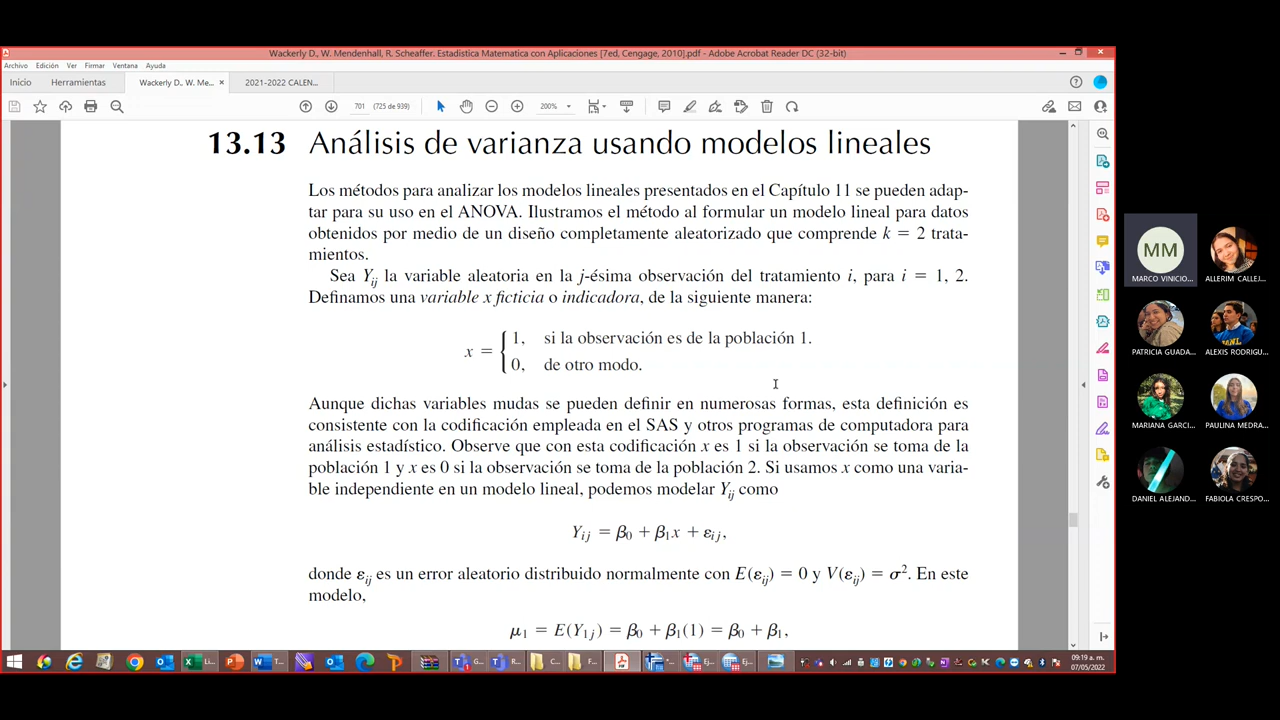 Wackerly D., W. Mendenhall, R. Scheaffer. Estadística Matematica con Aplicaciones [7ed, Cengage, 2010].pdf - Adobe Acrobat Reader DC (32-bit)
Archivo Edición Ver Firmar Ventana Ayuda
Inicio Herramientas Wackerly D., W. Me... × 2021-2022 CALEN...
701 (725 de 939) 200%
13.13 Análisis de varianza usando modelos lineales
Los métodos para analizar los modelos lineales presentados en el Capítulo 11 se pueden adap-
tar para su uso en el ANOVA. Ilustramos el método al formular un modelo lineal para datos
obtenidos por medio de un diseño completamente aleatorizado que comprende k = 2 trata-
mientos.
Sea Yij la variable aleatoria en la j-ésima observación del tratamiento i, para i = 1, 2.
Definamos una variable x ficticia o indicadora, de la siguiente manera:
x = { 1, si la observación es de la población 1.
0, de otro modo.
Aunque dichas variables mudas se pueden definir en numerosas formas, esta definición es
consistente con la codificación empleada en el SAS y otros programas de computadora para
análisis estadístico. Observe que con esta codificación x es 1 si la observación se toma de la
población 1 y x es 0 si la observación se toma de la población 2. Si usamos x como una varia-
ble independiente en un modelo lineal, podemos modelar Yij como
Yij = β0 + β1x + εij,
donde εij es un error aleatorio distribuido normalmente con E(εij) = 0 y V(εij) = σ². En este
modelo,
μ1 = E(Y1j) = β0 + β1(1) = β0 + β1,
MM
MARCO VINICIO... ALLERIM CALLEJ...
PATRICIA GUADA... ALEXIS RODRIGU...
MARIANA GARCI... PAULINA MEDRA...
DANIEL ALEJAND... FABIOLA CRESPO...
Li... T... G... R... C... F... Ej... Ej...
09:19 a. m.
07/05/2022